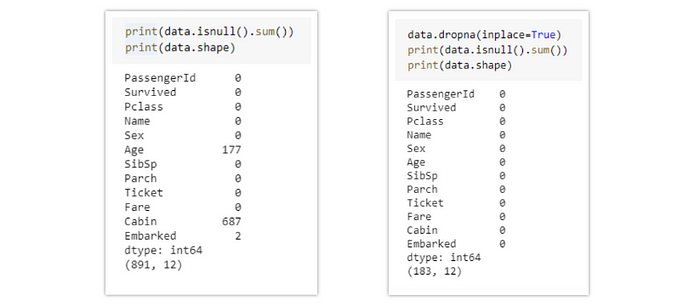 print(data.isnull().sum())
print(data.shape)
PassengerId 0
Survived 0
Pclass 0
Name 0
Sex 0
Age 177
SibSp 0
Parch 0
Ticket 0
Fare 0
Cabin 687
Embarked 2
dtype: int64
(891, 12)
data.dropna(inplace=True)
print(data.isnull().sum())
print(data.shape)
PassengerId 0
Survived 0
Pclass 0
Name 0
Sex 0
Age 0
SibSp 0
Parch 0
Ticket 0
Fare 0
Cabin 0
Embarked 0
dtype: int64
(183, 12)